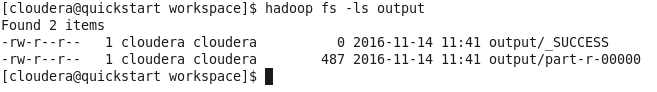 [cloudera@quickstart workspace]$ hadoop fs -ls output
Found 2 items
-rw-r--r--   1 cloudera cloudera          0 2016-11-14 11:41 output/_SUCCESS
-rw-r--r--   1 cloudera cloudera        487 2016-11-14 11:41 output/part-r-00000
[cloudera@quickstart workspace]$